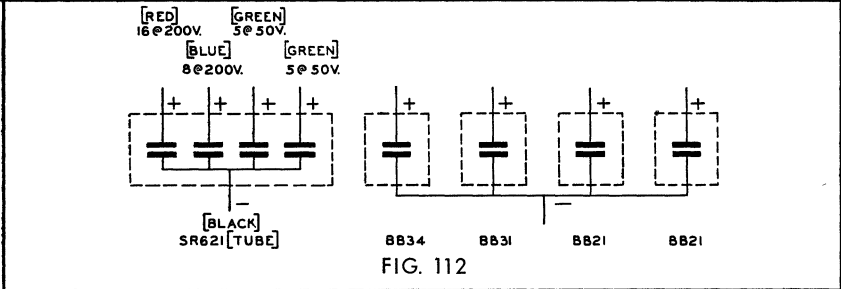 [RED] [GREEN]
16@200V. 5@50V.
[BLUE] [GREEN]
8@200V. 5@50V.
+ + + + + + + +
− −
[BLACK]
SR621[TUBE] BB34 BB31 BB21 BB21
FIG. 112